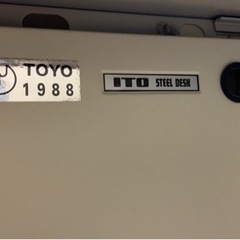 U TOYO
1988
ITO STEEL DESK